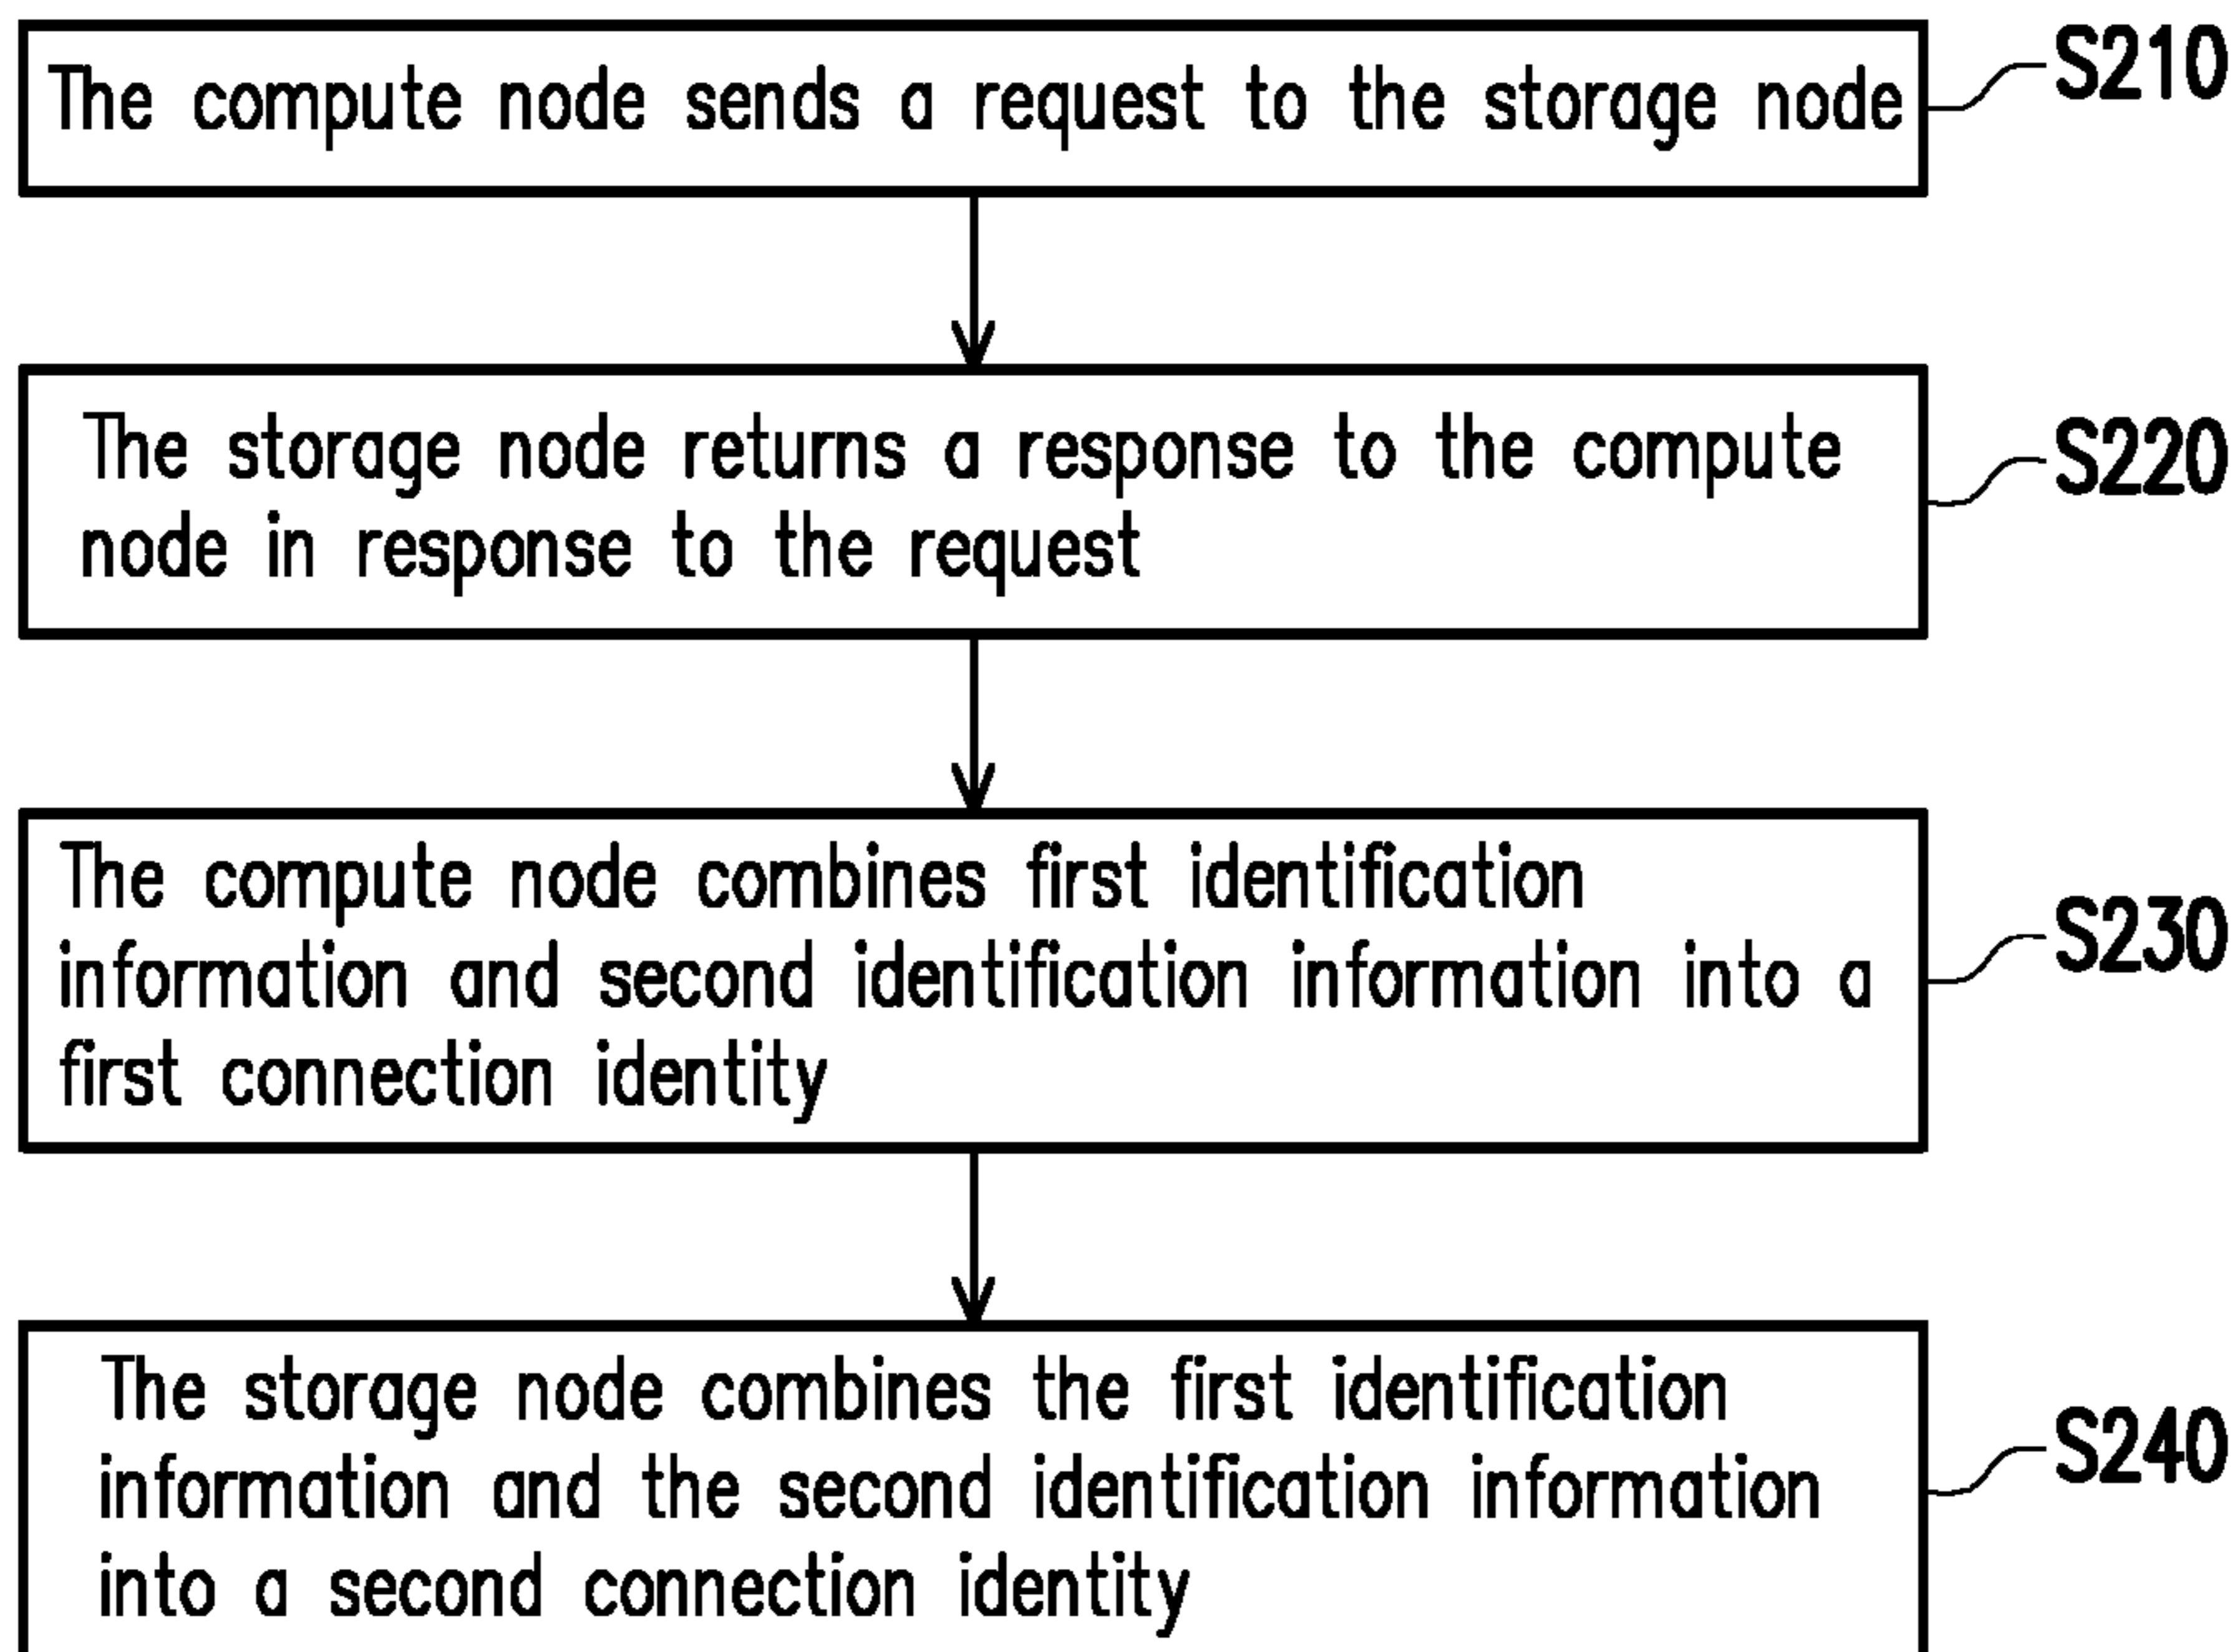 The compute node sends a request to the storage node
S210
The storage node returns a response to the compute
node in response to the request
S220
The compute node combines first identification
information and second identification information into a
first connection identity
S230
The storage node combines the first identification
information and the second identification information
into a second connection identity
S240